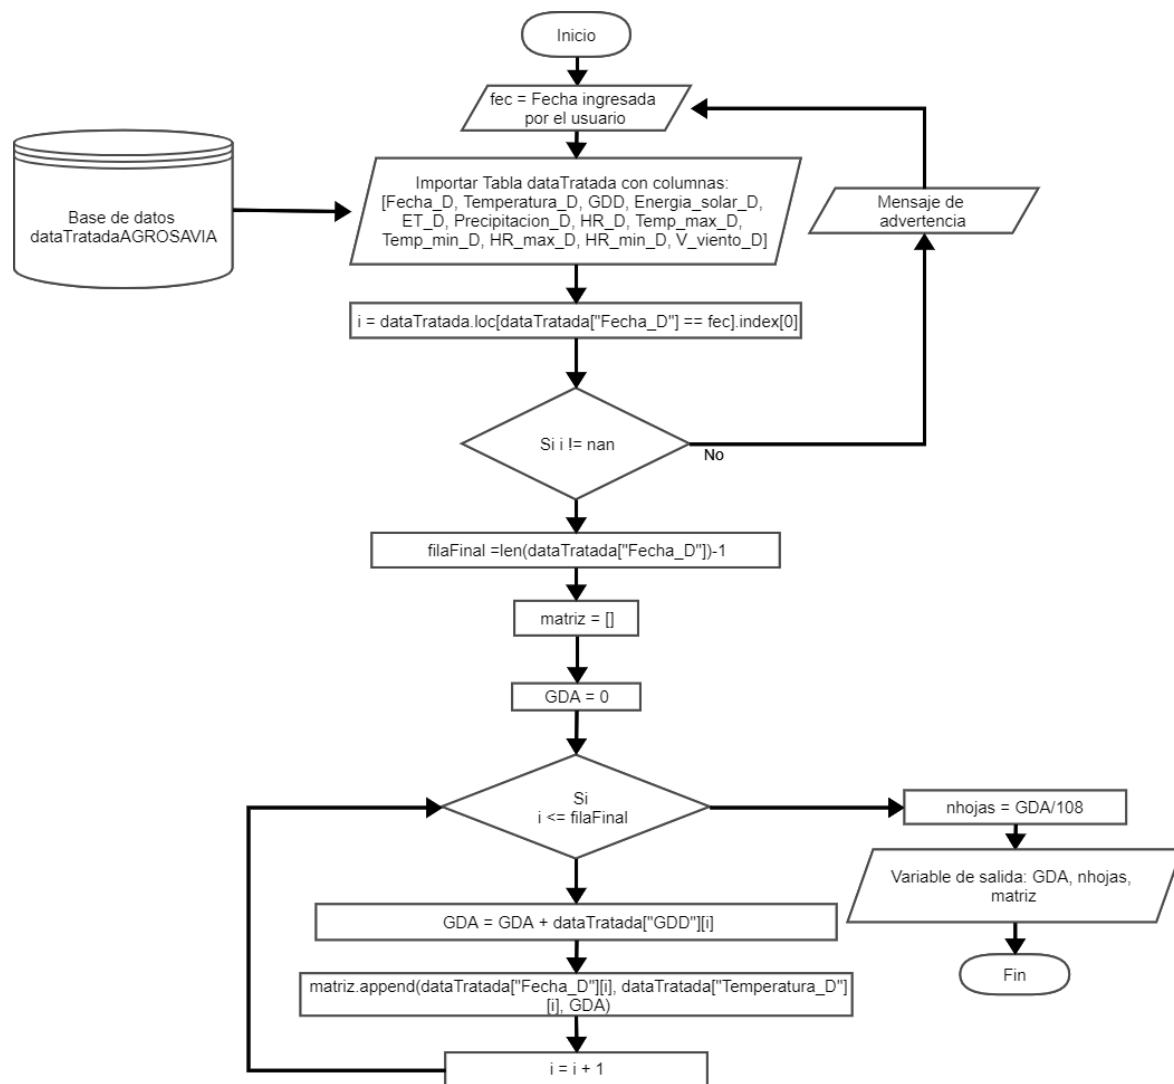 Inicio
fec = Fecha ingresada
por el usuario
Base de datos
dataTratadaAGROSAVIA
Importar Tabla dataTratada con columnas:
[Fecha_D, Temperatura_D, GDD, Energia_solar_D,
ET_D, Precipitacion_D, HR_D, Temp_max_D,
Temp_min_D, HR_max_D, HR_min_D, V_viento_D]
Mensaje de
advertencia
i = dataTratada.loc[dataTratada["Fecha_D"] == fec].index[0]
Si i != nan
No
filaFinal =len(dataTratada["Fecha_D"])-1
matriz = []
GDA = 0
Si
i <= filaFinal
nhojas = GDA/108
Variable de salida: GDA, nhojas,
matriz
Fin
GDA = GDA + dataTratada["GDD"][i]
matriz.append(dataTratada["Fecha_D"][i], dataTratada["Temperatura_D"]
[i], GDA)
i = i + 1